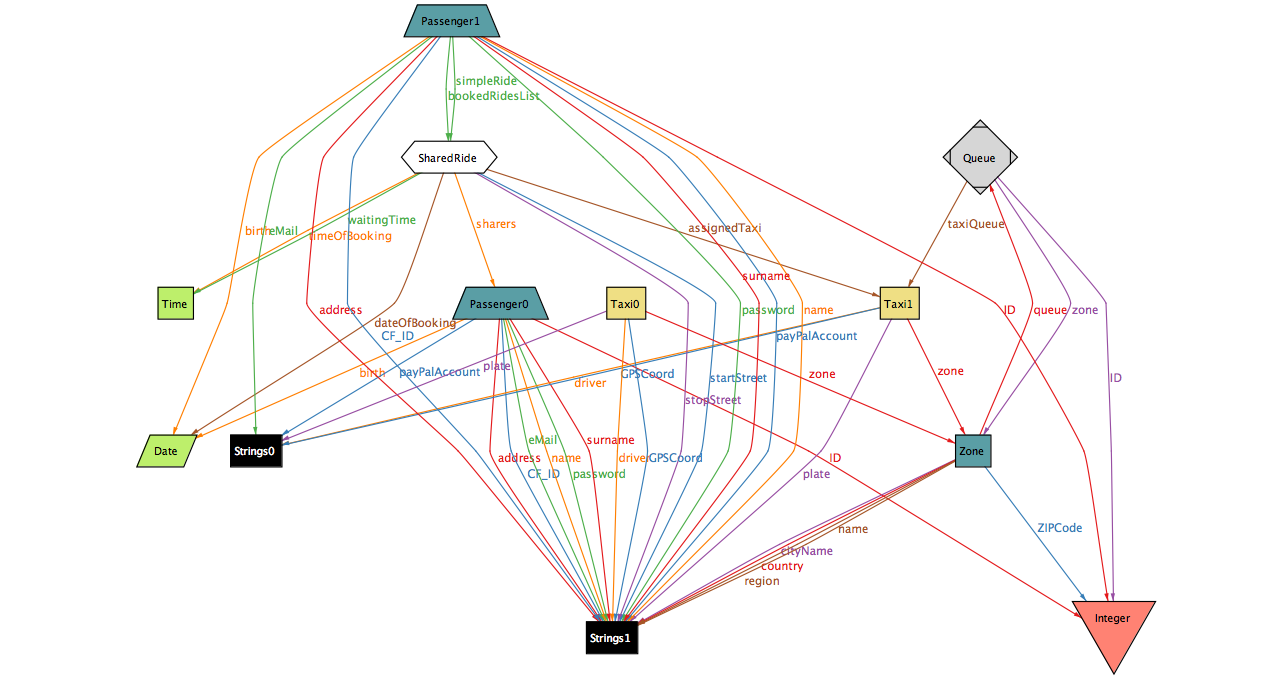 Passenger1
simpleRide
bookedRidesList
SharedRide
Queue
waitingTime
sharers
assignedTaxi
taxiQueue
birth
eMail
timeOfBooking
surname
Time
Passenger0
Taxi0
Taxi1
address
password
name
ID
queue
zone
dateOfBooking
CF_ID
payPalAccount
birth
payPalAccount
plate
driver
GPSCoord
startStreet
zone
zone
ID
stopStreet
Date
Strings0
eMail
surname
Zone
address
name
driver
GPSCoord
ID
CF_ID
password
plate
name
ZIPCode
cityName
country
region
Strings1
Integer